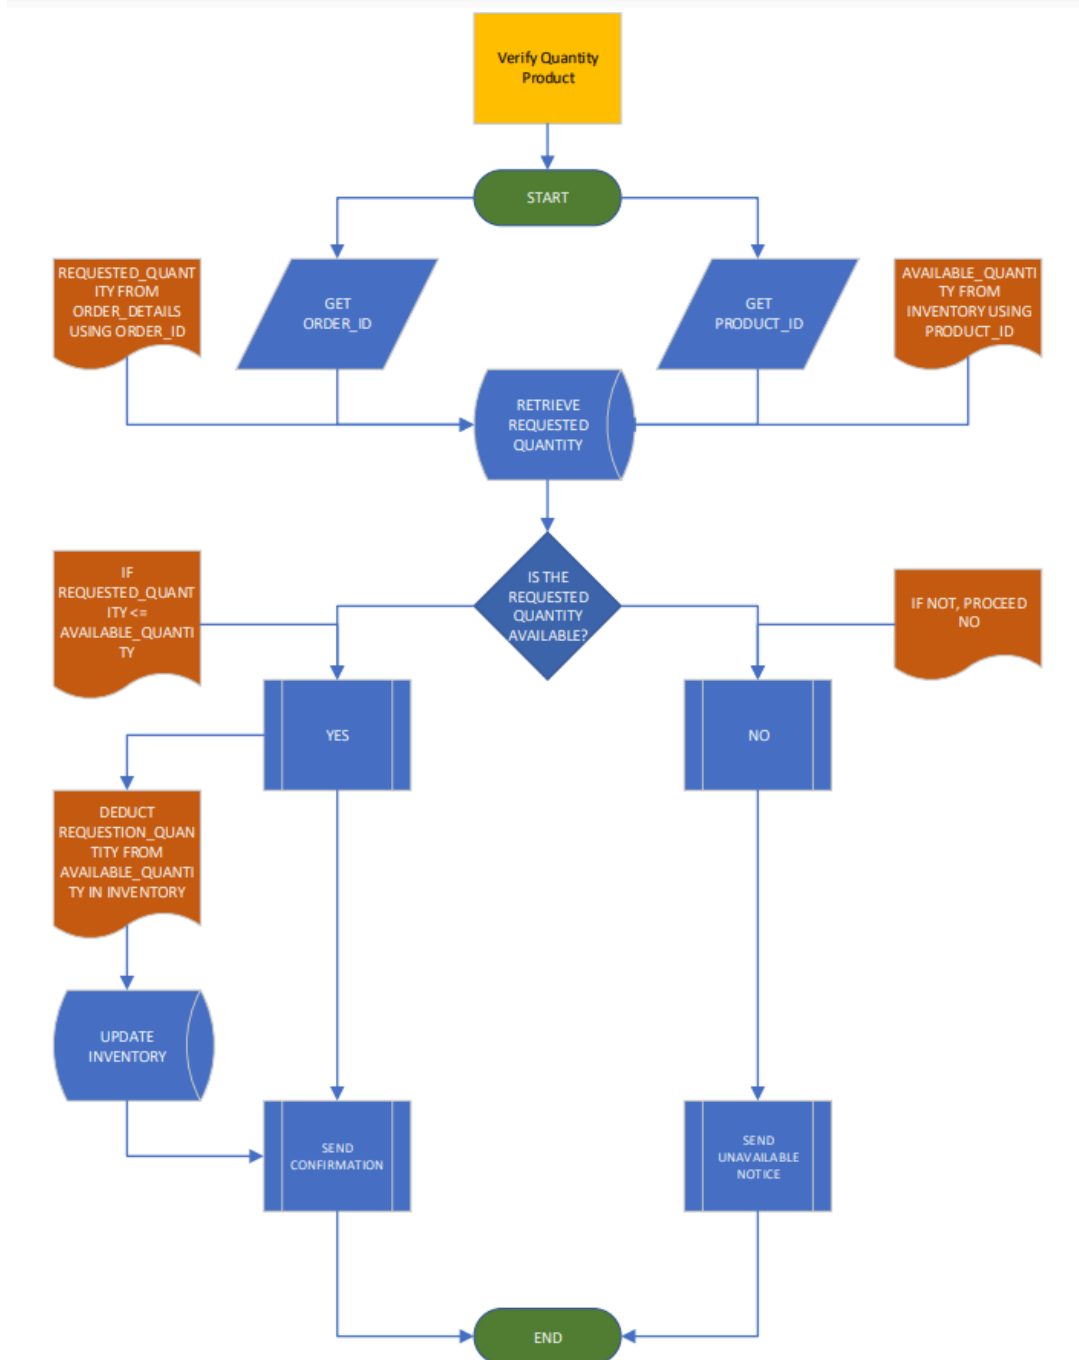 Verify Quantity
Product
START
REQUESTED_QUANT
ITY FROM
ORDER_DETAILS
USING ORDER_ID
GET
ORDER_ID
GET
PRODUCT_ID
AVAILABLE_QUANTI
TY FROM
INVENTORY USING
PRODUCT_ID
RETRIEVE
REQUESTED
QUANTITY
IF
REQUESTED_QUANT
ITY <=
AVAILABLE_QUANTI
TY
IS THE
REQUESTED
QUANTITY
AVAILABLE?
IF NOT, PROCEED
NO
YES
NO
DEDUCT
REQUESTION_QUAN
TITY FROM
AVAILABLE_QUANTI
TY IN INVENTORY
UPDATE
INVENTORY
SEND
CONFIRMATION
SEND
UNAVAILABLE
NOTICE
END